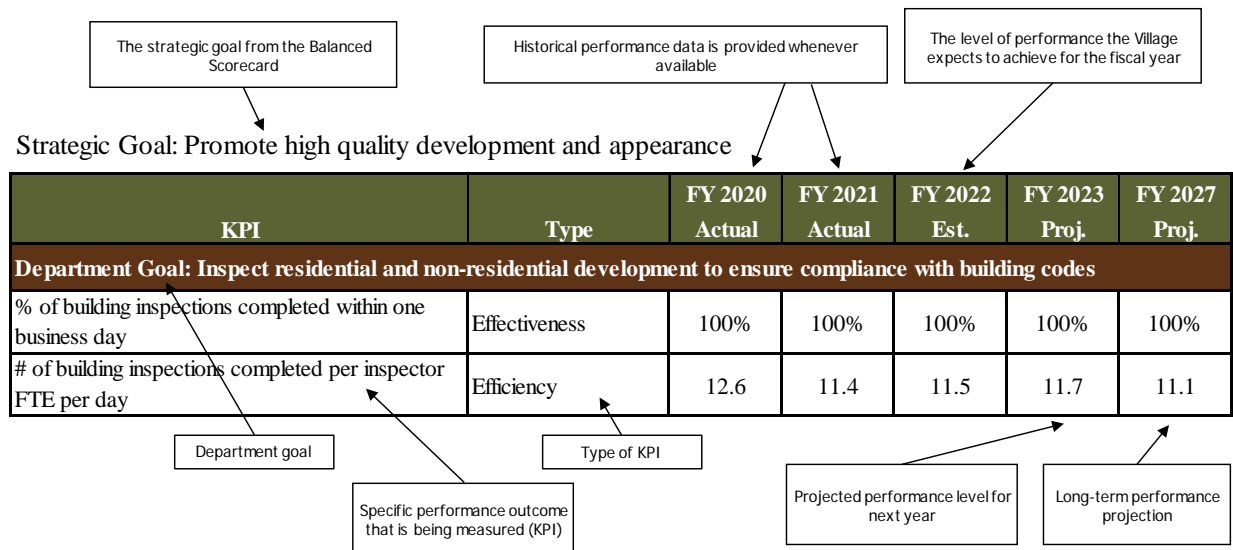 The strategic goal from the Balanced
Scorecard
Historical performance data is provided whenever
available
The level of performance the Village
expects to achieve for the fiscal year
Strategic Goal: Promote high quality development and appearance
KPI Type FY 2020 Actual FY 2021 Actual FY 2022 Est. FY 2023 Proj. FY 2027 Proj.
Department Goal: Inspect residential and non-residential development to ensure compliance with building codes
% of building inspections completed within one
business day
Effectiveness 100% 100% 100% 100% 100%
# of building inspections completed per inspector
FTE per day
Efficiency 12.6 11.4 11.5 11.7 11.1
Department goal
Type of KPI
Specific performance outcome
that is being measured (KPI)
Projected performance level for
next year
Long-term performance
projection